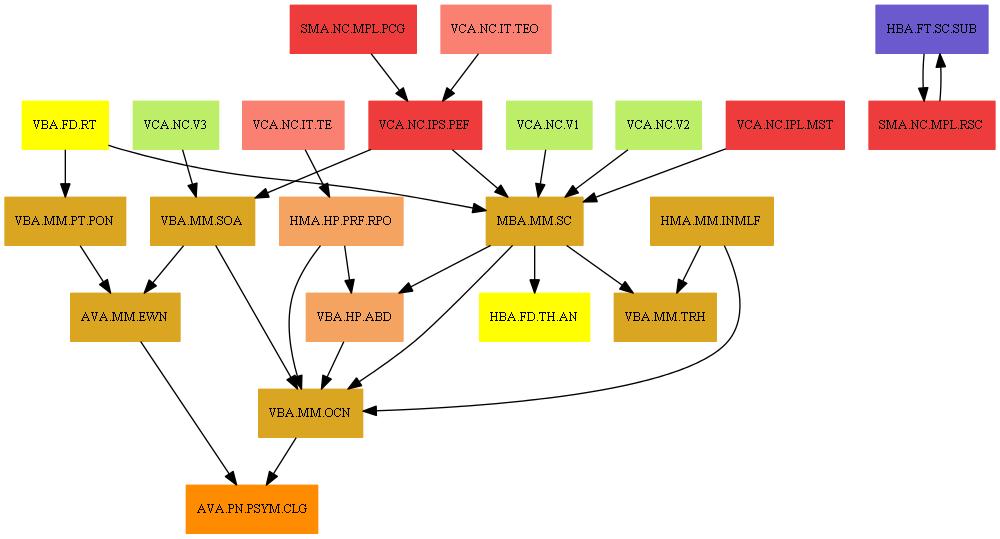 SMA.NC.MPL.PCG
VCA.NC.IT.TEO
HBA.FT.SC.SUB
VBA.FD.RT
VCA.NC.V3
VCA.NC.IT.TE
VCA.NC.IPS.PEF
VCA.NC.V1
VCA.NC.V2
VCA.NC.IPL.MST
SMA.NC.MPL.RSC
VBA.MM.PT.PON
VBA.MM.SOA
HMA.HP.PRF.RPO
MBA.MM.SC
HMA.MM.INMLF
AVA.MM.EWN
VBA.HP.ABD
HBA.FD.TH.AN
VBA.MM.TRH
VBA.MM.OCN
AVA.PN.PSYM.CLG